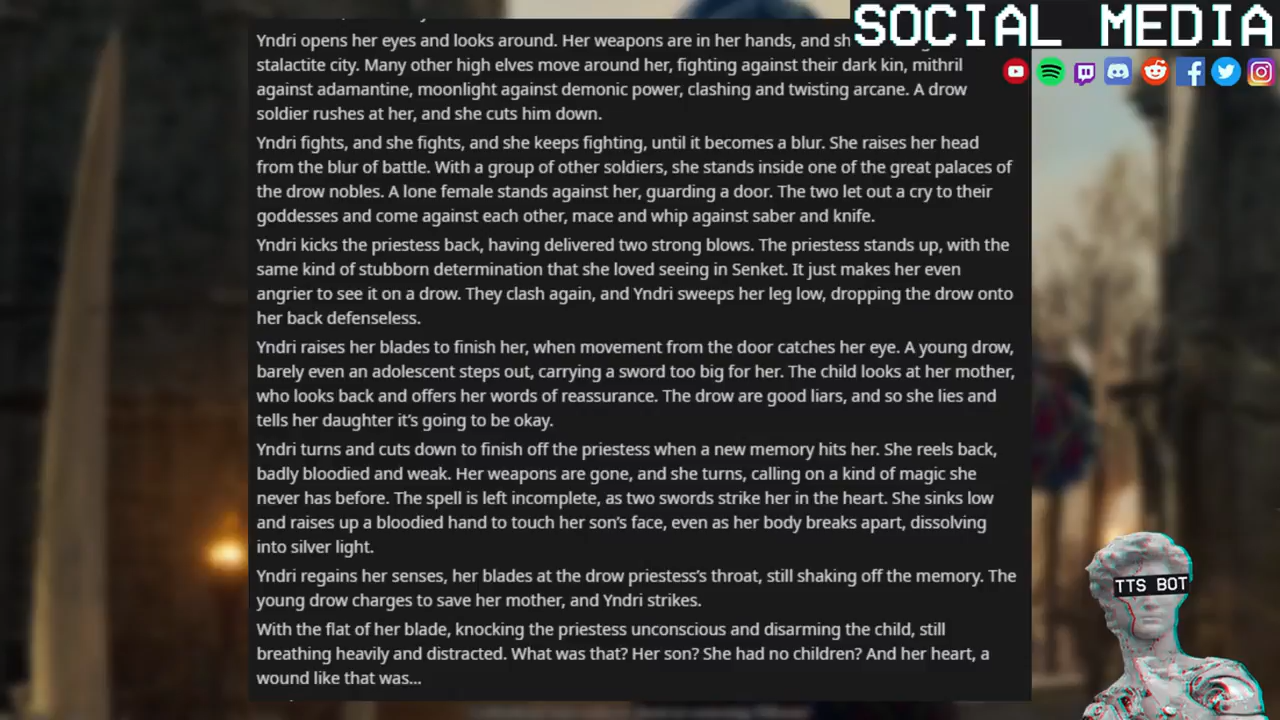 SOCIAL MEDIA
Yndri opens her eyes and looks around. Her weapons are in her hands, and
stalactite city. Many other high elves move around her, fighting against their dark kin, mithril
against adamantine, moonlight against demonic power, clashing and twisting arcane. A drow
soldier rushes at her, and she cuts him down.
Yndri fights, and she fights, and she keeps fighting, until it becomes a blur. She raises her head
from the blur of battle. With a group of other soldiers, she stands inside one of the great palaces of
the drow nobles. A lone female stands against her, guarding a door. The two let out a cry to their
goddesses and come against each other, mace and whip against saber and knife.
Yndri kicks the priestess back, having delivered two strong blows. The priestess stands up, with the
same kind of stubborn determination that she loved seeing in Senket. It just makes her even
angrier to see it on a drow. They clash again, and Yndri sweeps her leg low, dropping the drow onto
her back defenseless.
Yndri raises her blades to finish her, when movement from the door catches her eye. A young drow,
barely even an adolescent steps out, carrying a sword too big for her. The child looks at her mother,
who looks back and offers her words of reassurance. The drow are good liars, and so she lies and
tells her daughter it's going to be okay.
Yndri turns and cuts down to finish off the priestess when a new memory hits her. She reels back,
badly bloodied and weak. Her weapons are gone, and she turns, calling on a kind of magic she
never has before. The spell is left incomplete, as two swords strike her in the heart. She sinks low
and raises up a bloodied hand to touch her son's face, even as her body breaks apart, dissolving
into silver light.
Yndri regains her senses, her blades at the drow priestess's throat, still shaking off the memory. The
young drow charges to save her mother, and Yndri strikes.
With the flat of her blade, knocking the priestess unconscious and disarming the child, still
breathing heavily and distracted. What was that? Her son? She had no children? And her heart, a
wound like that was...
TTS BOT